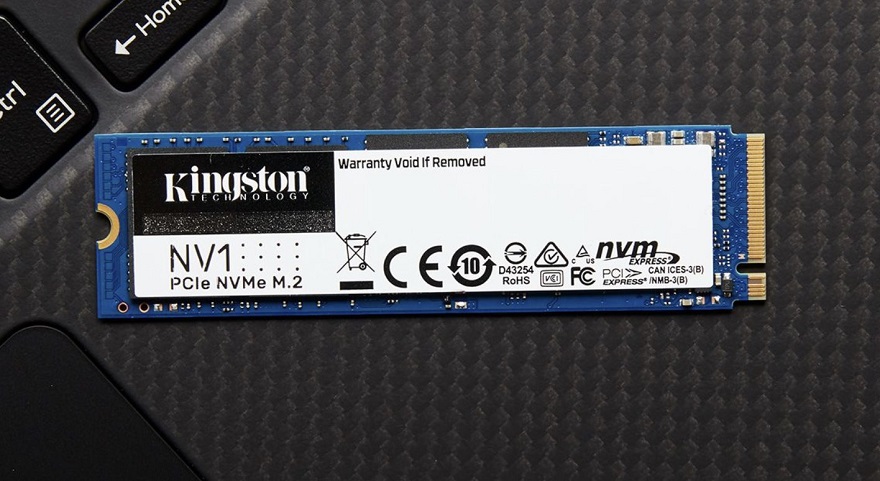 ← Home
Ctrl
Warranty Void If Removed
Kingston®
TECHNOLOGY
NV1
PCIe NVMe M.2
CE
10
D43254
RoHS
C US
nvm
EXPRESS
FC
PCI
EXPRESS®
CAN ICES-3(B)
/NMB-3(B)